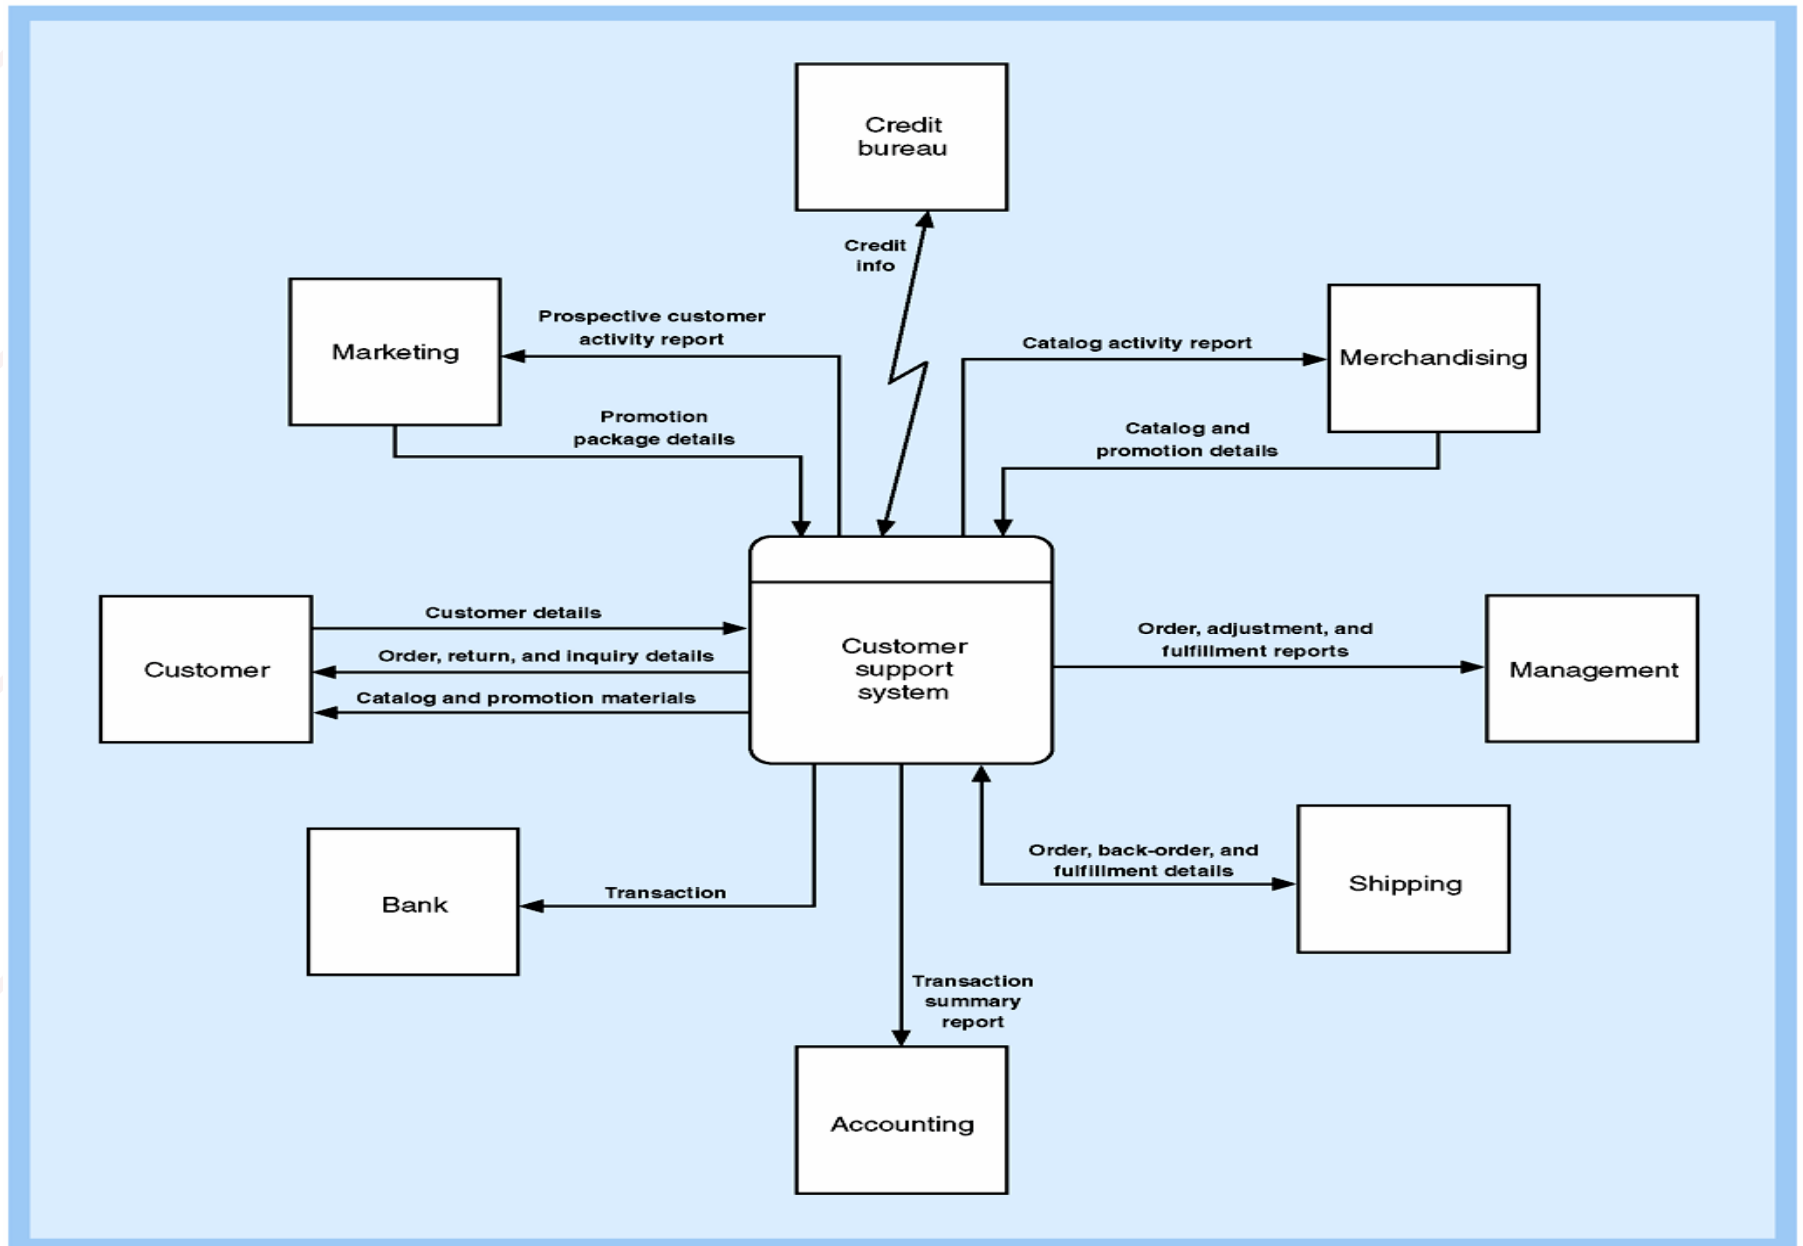 Credit
bureau
Credit
info
Marketing
Prospective customer
activity report
Catalog activity report
Merchandising
Promotion
package details
Catalog and
promotion details
Customer
Customer details
Order, return, and inquiry details
Catalog and promotion materials
Customer
support
system
Order, adjustment, and
fulfillment reports
Management
Bank
Transaction
Order, back-order, and
fulfillment details
Shipping
Transaction
summary
report
Accounting